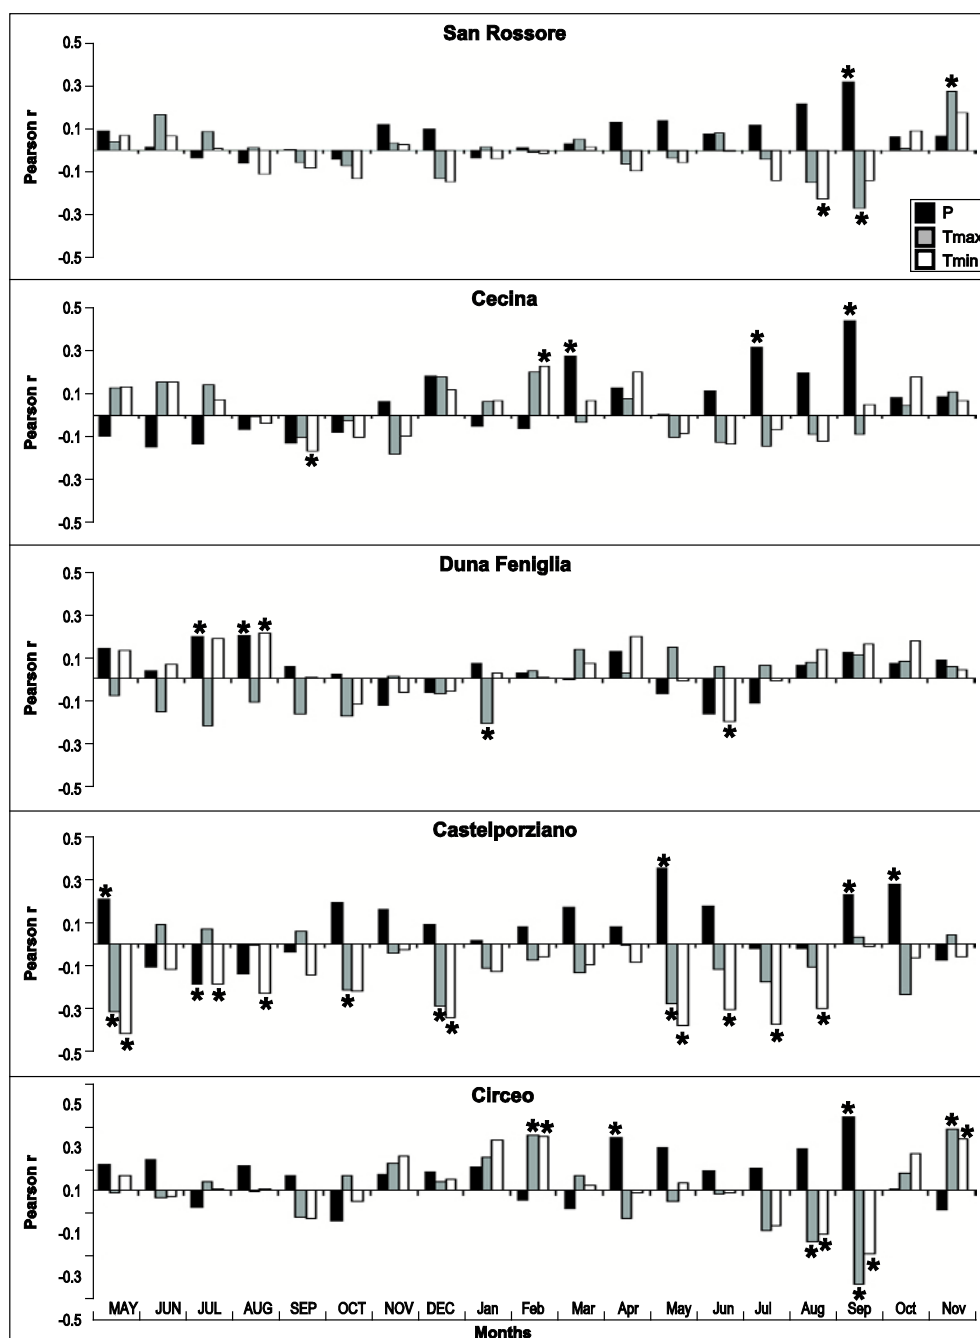 San Rossore
0.5
0.3
0.1
-0.1
-0.3
-0.5
Pearson r
P
Tmax
Tmin
Cecina
0.5
0.3
0.1
-0.1
-0.3
-0.5
Pearson r
Duna Feniglia
0.5
0.3
0.1
-0.1
-0.3
-0.5
Pearson r
Castelporziano
0.5
0.3
0.1
-0.1
-0.3
-0.5
Pearson r
Circeo
0.5
0.3
0.1
-0.1
-0.3
-0.5
Pearson r
MAY JUN JUL AUG SEP OCT NOV DEC Jan Feb Mar Apr May Jun Jul Aug Sep Oct Nov
Months